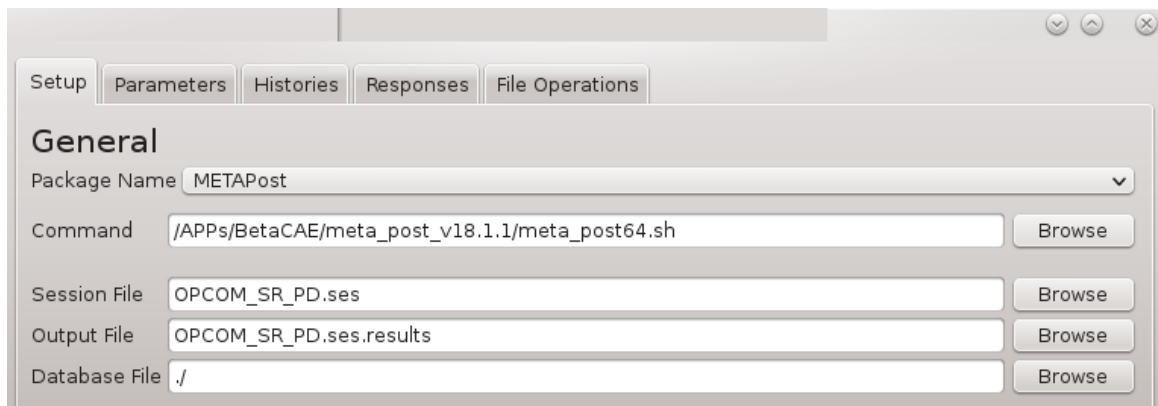 Setup Parameters Histories Responses File Operations
General
Package Name METAPost
Command /APPs/BetaCAE/meta_post_v18.1.1/meta_post64.sh Browse
Session File OPCOM_SR_PD.ses Browse
Output File OPCOM_SR_PD.ses.results Browse
Database File ./ Browse